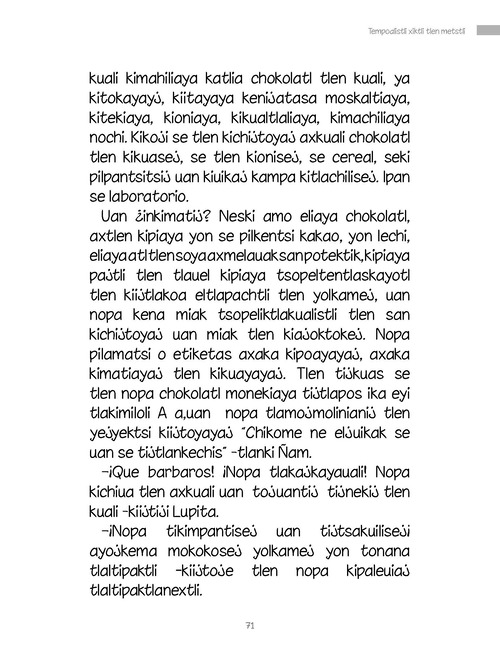 Tempoalistli xiktli tlen metstli
kuali kimahiliaya katlia chokolatl tlen kuali, ya
kitokayayj, kiitayaya kenijatasa moskaltiaya,
kitekiaya, kioniaya, kikualtlaliaya, kimachiliaya
nochi. Kikoji se tlen kichijtoyaj axkuali chokolatl
tlen kikuasej, se tlen kionisej, se cereal, seki
pilpantsitsij uan kiuikaj kampa kitlachilisej. Ipan
se laboratorio.
Uan ¿inkimatij? Neski amo eliaya chokolatl,
axtlen kipiaya yon se pilkentsi kakao, yon lechi,
eliaya atl tlen soya axmelauak san potektik, kipiaya
pajtli tlen tlauel kipiaya tsopeltentlaskayotl
tlen kiijtlakoa eltlapachtli tlen yolkamej, uan
nopa kena miak tsopeliktlakualistli tlen san
kichijtoyaj uan miak tlen kiajoktokej. Nopa
pilamatsi o etiketas axaka kipoayayaj, axaka
kimatiayaj tlen kikuayayaj. Tlen tijkuas se
tlen nopa chokolatl monekiaya tijtlapos ika eyi
tlakimiloli A a,uan nopa tlamojmolinianij tlen
yejyektsi kiijtoyayaj "Chikome ne eljuikak se
uan se tijtlankechis" -tlanki Ñam.
—¡Que barbaros! ¡Nopa tlakajkayauali! Nopa
kichiua tlen axkuali uan tojuantij tijnekij tlen
kuali -kiijtiji Lupita.
—¡Nopa tikimpantisej uan tijtsakuiliseji
ayojkema mokokosej yolkamej yon tonana
tlaltipaktli -kiijtoje tlen nopa kipaleuiaj
tlaltipaktlanextli.
71